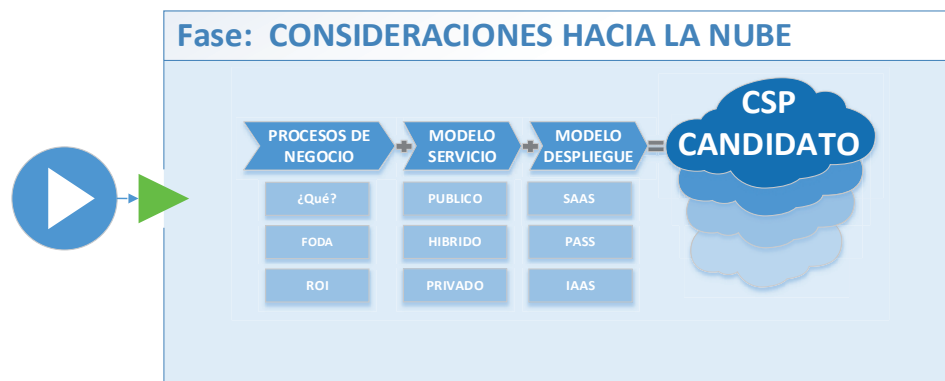 Fase: CONSIDERACIONES HACIA LA NUBE
PROCESOS DE
NEGOCIO
+
MODELO
SERVICIO
+
MODELO
DESPLIEGUE
=
CSP
CANDIDATO
¿Qué?
PUBLICO
SAAS
FODA
HIBRIDO
PASS
ROI
PRIVADO
IAAS